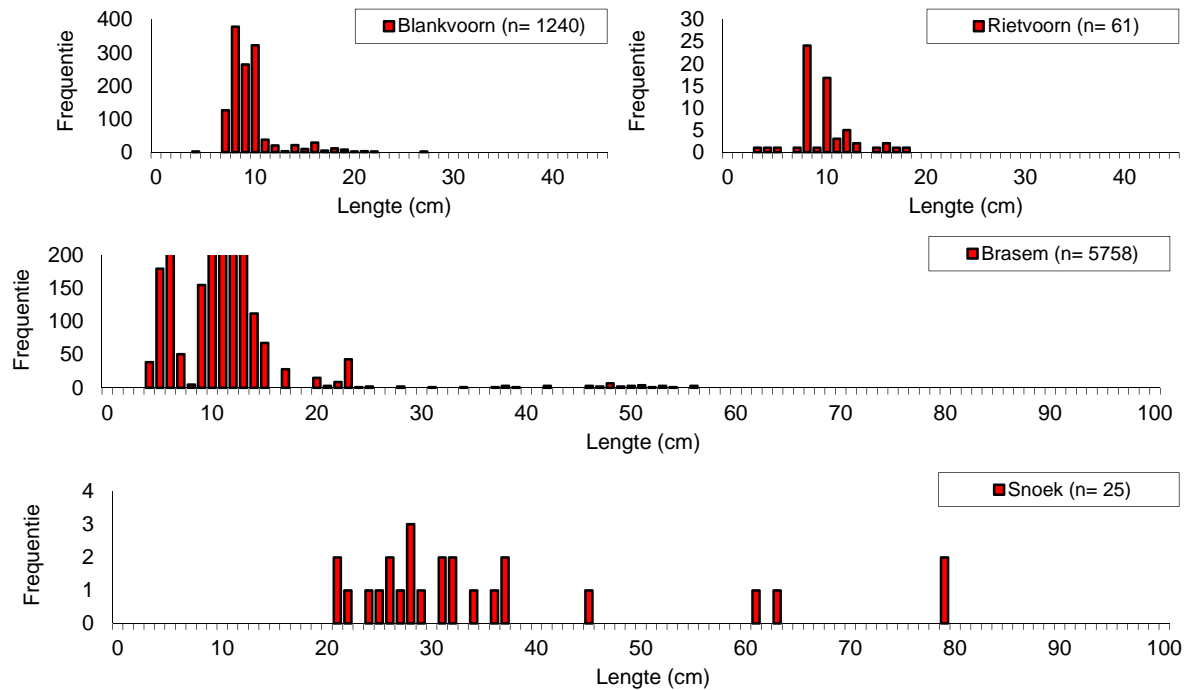 Blankvoorn (n= 1240)
Frequentie
400
300
200
100
0
0 10 20 30 40
Lengte (cm)
Rietvoorn (n= 61)
Frequentie
30
25
20
15
10
5
0
0 10 20 30 40
Lengte (cm)
Brasem (n= 5758)
Frequentie
200
150
100
50
0
0 10 20 30 40 50 60 70 80 90 100
Lengte (cm)
Snoek (n= 25)
Frequentie
4
3
2
1
0
0 10 20 30 40 50 60 70 80 90 100
Lengte (cm)